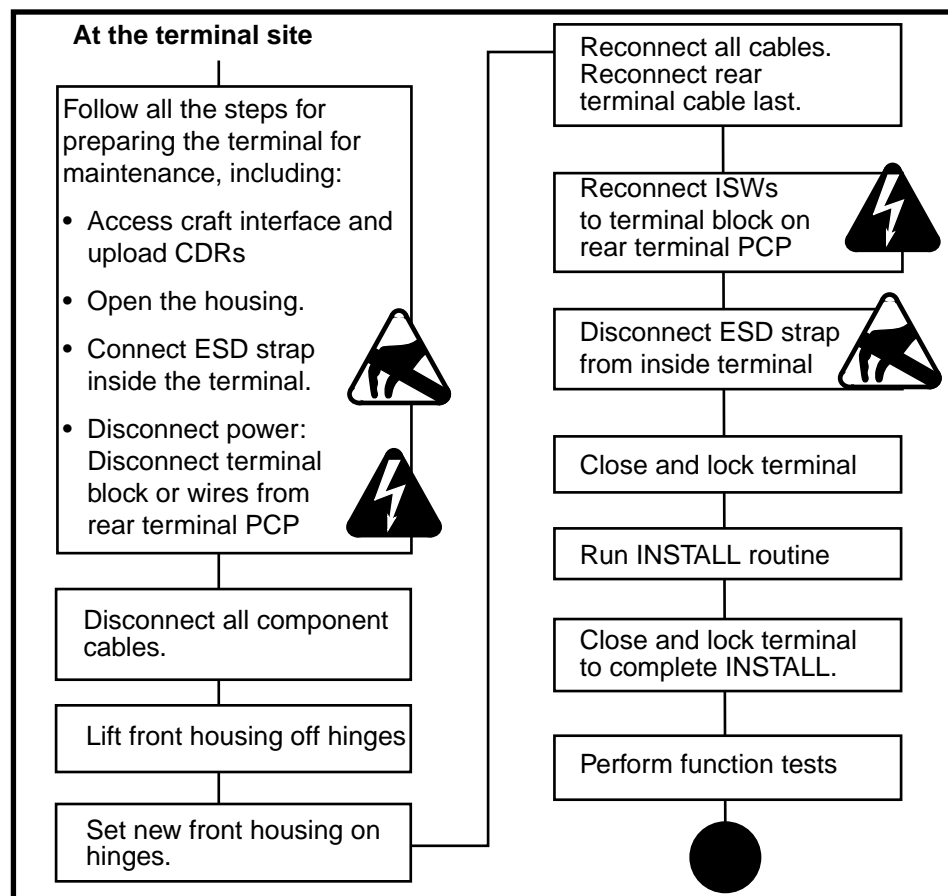 At the terminal site
Follow all the steps for
preparing the terminal for
maintenance, including:
• Access craft interface and
upload CDRs
• Open the housing.
• Connect ESD strap
inside the terminal.
• Disconnect power:
Disconnect terminal
block or wires from
rear terminal PCP
Disconnect all component
cables.
Lift front housing off hinges
Set new front housing on
hinges.
Reconnect all cables.
Reconnect rear
terminal cable last.
Reconnect ISWs
to terminal block on
rear terminal PCP
Disconnect ESD strap
from inside terminal
Close and lock terminal
Run INSTALL routine
Close and lock terminal
to complete INSTALL.
Perform function tests